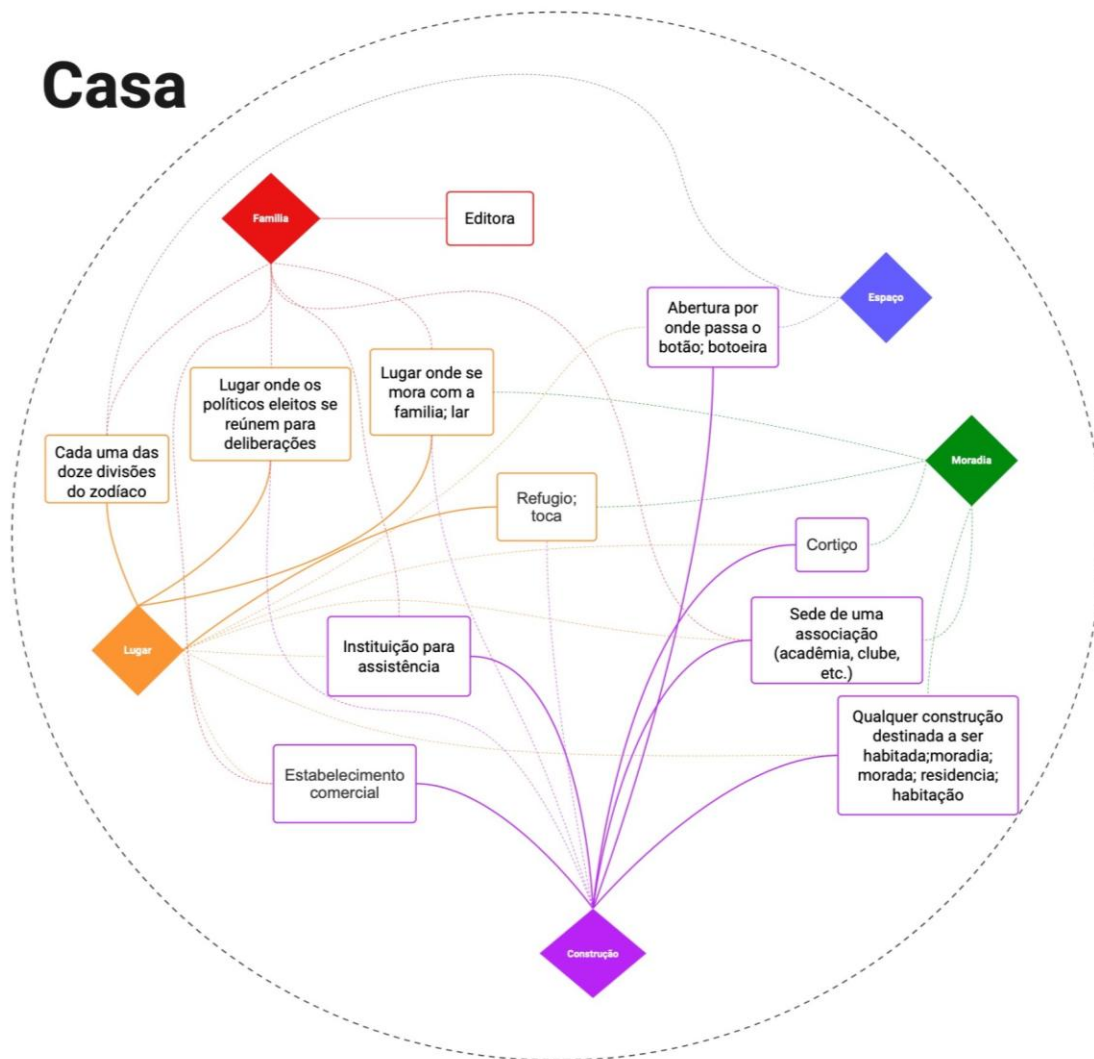 Casa
Família
Editora
Espaço
Abertura por
onde passa o
botão; botoeira
Lugar onde se
mora com a
familia; lar
Lugar onde os
políticos eleitos se
reúnem para
deliberações
Cada uma das
doze divisões
do zodíaco
Moradia
Refugio;
toca
Cortiço
Sede de uma
associação
(acadêmia, clube,
etc.)
Lugar
Instituição para
assistência
Qualquer construção
destinada a ser
habitada;moradia;
morada; residencia;
habitação
Estabelecimento
comercial
Construção